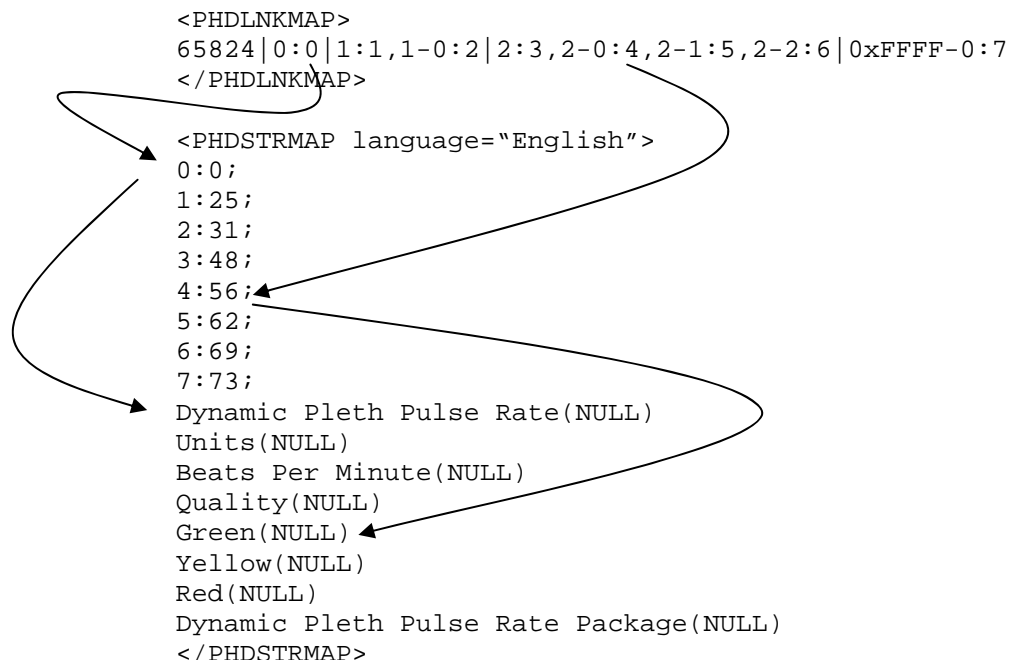 <PHDLNKMAP>
65824|0:0|1:1,1-0:2|2:3,2-0:4,2-1:5,2-2:6|0xFFFF-0:7
</PHDLNKMAP>
<PHDSTRMAP language=“English”>
0:0;
1:25;
2:31;
3:48;
4:56;
5:62;
6:69;
7:73;
Dynamic Pleth Pulse Rate(NULL)
Units(NULL)
Beats Per Minute(NULL)
Quality(NULL)
Green(NULL)
Yellow(NULL)
Red(NULL)
Dynamic Pleth Pulse Rate Package(NULL)
</PHDSTRMAP>